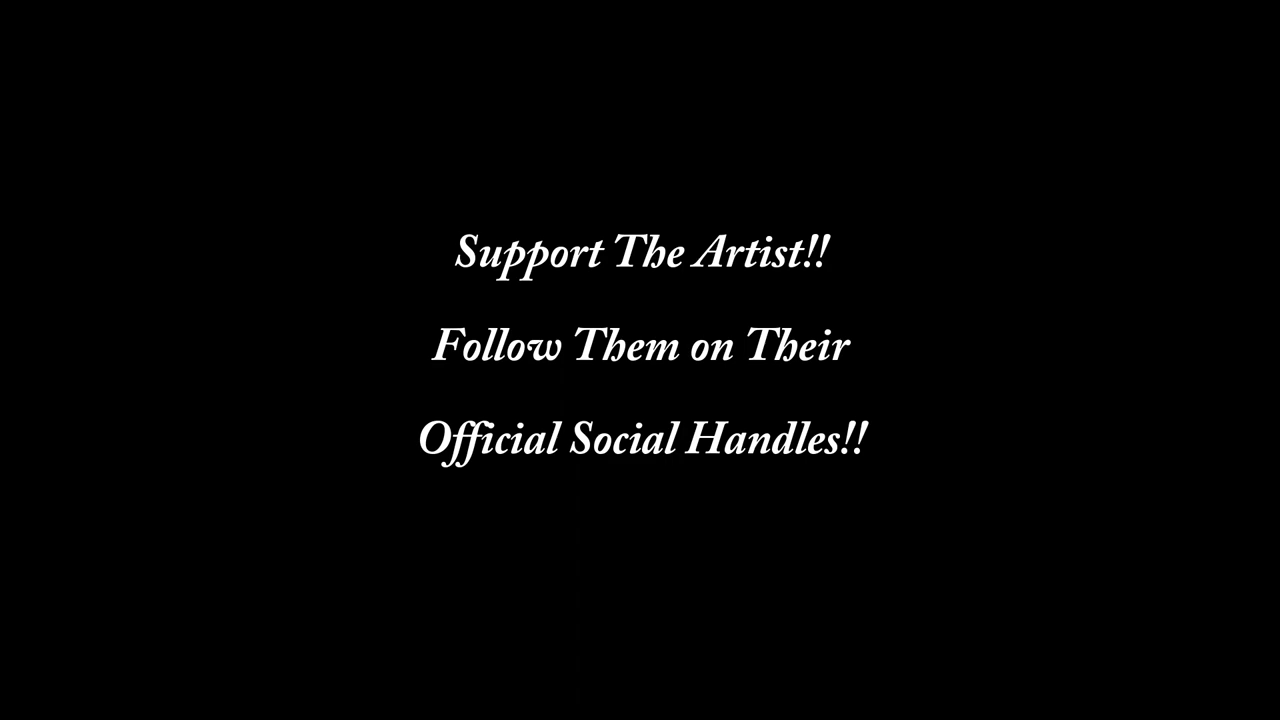 Support The Artist!!
Follow Them on Their
Official Social Handles!!